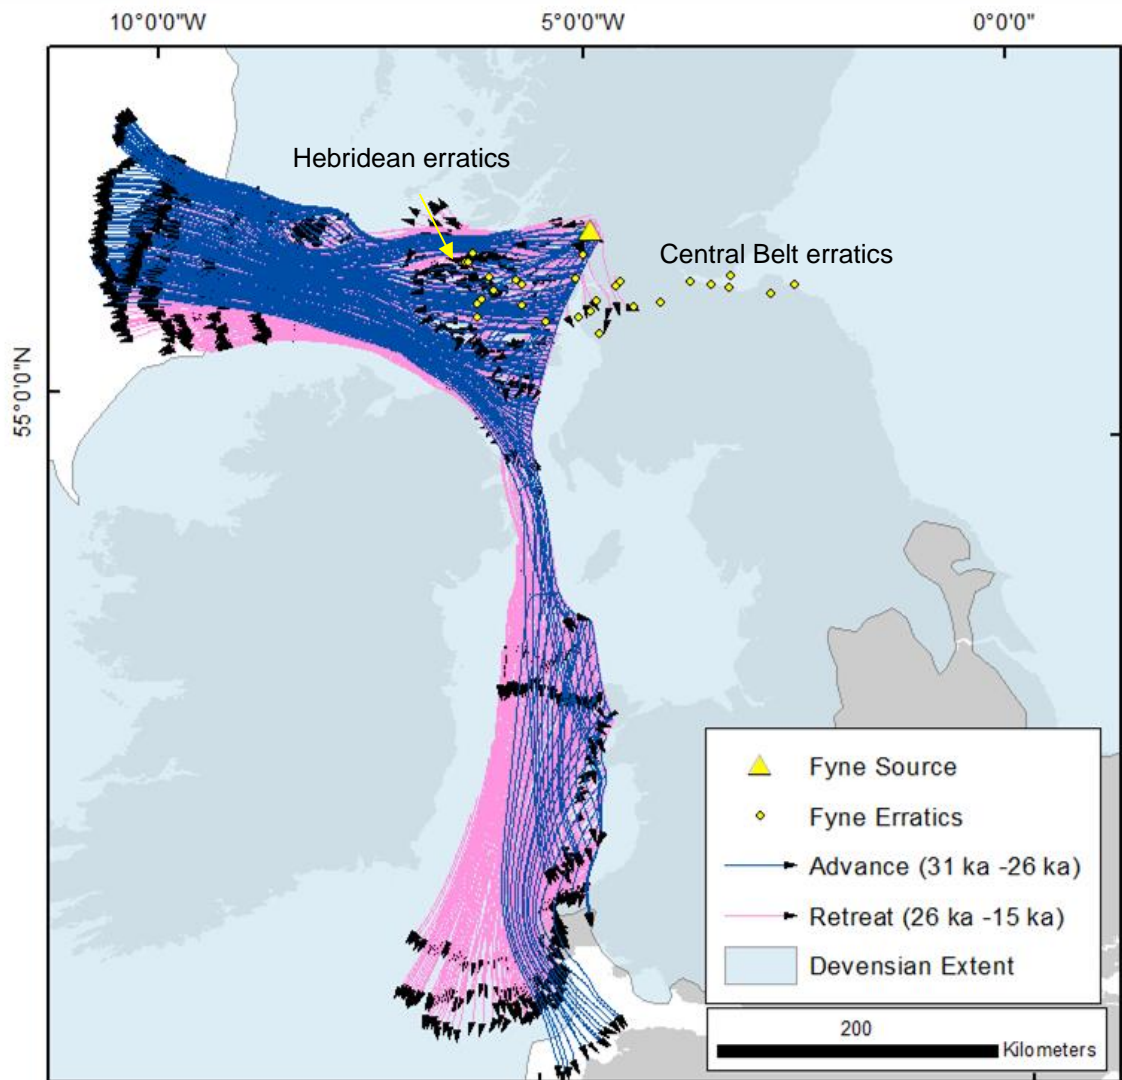 10°0'0"W 5°0'0"W 0°0'0"
Hebridean erratics
Central Belt erratics
55°0'0"N
Fyne Source
Fyne Erratics
Advance (31 ka -26 ka)
Retreat (26 ka -15 ka)
Devensian Extent
200
Kilometers